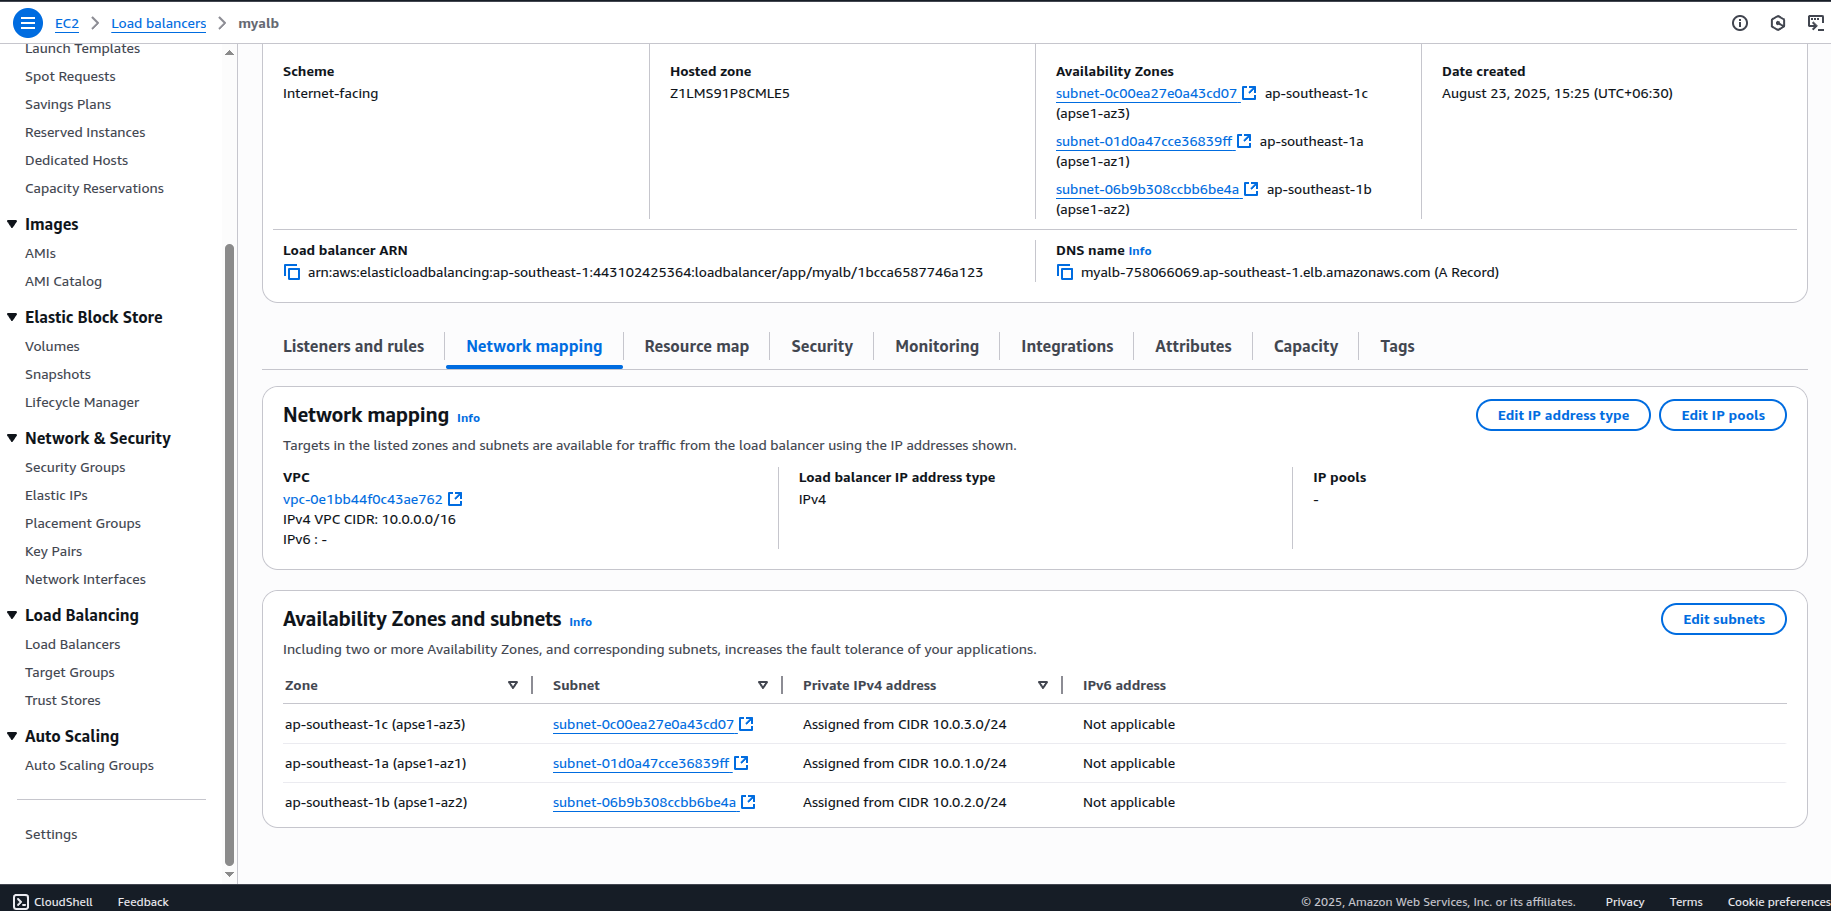 EC2 > Load balancers > myalb
Launch Templates
Spot Requests
Savings Plans
Reserved Instances
Dedicated Hosts
Capacity Reservations
Images
AMIs
AMI Catalog
Elastic Block Store
Volumes
Snapshots
Lifecycle Manager
Network & Security
Security Groups
Elastic IPs
Placement Groups
Key Pairs
Network Interfaces
Load Balancing
Load Balancers
Target Groups
Trust Stores
Auto Scaling
Auto Scaling Groups
Settings
Scheme
Internet-facing
Hosted zone
Z1LMS91P8CMLE5
Availability Zones
subnet-0c00ea27e0a43cd07 ap-southeast-1c
(apse1-az3)
subnet-01d0a47cce36839ff ap-southeast-1a
(apse1-az1)
subnet-06b9b308ccbb6be4a ap-southeast-1b
(apse1-az2)
Date created
August 23, 2025, 15:25 (UTC+06:30)
Load balancer ARN
arn:aws:elasticloadbalancing:ap-southeast-1:443102425364:loadbalancer/app/myalb/1bcca6587746a123
DNS name Info
myalb-758066069.ap-southeast-1.elb.amazonaws.com (A Record)
Listeners and rules Network mapping Resource map Security Monitoring Integrations Attributes Capacity Tags
Network mapping Info
Edit IP address type Edit IP pools
Targets in the listed zones and subnets are available for traffic from the load balancer using the IP addresses shown.
VPC
vpc-0e1bb44f0c43ae762
IPv4 VPC CIDR: 10.0.0.0/16
IPv6 : -
Load balancer IP address type
IPv4
IP pools
-
Availability Zones and subnets Info
Edit subnets
Including two or more Availability Zones, and corresponding subnets, increases the fault tolerance of your applications.
Zone Subnet Private IPv4 address IPv6 address
ap-southeast-1c (apse1-az3) subnet-0c00ea27e0a43cd07 Assigned from CIDR 10.0.3.0/24 Not applicable
ap-southeast-1a (apse1-az1) subnet-01d0a47cce36839ff Assigned from CIDR 10.0.1.0/24 Not applicable
ap-southeast-1b (apse1-az2) subnet-06b9b308ccbb6be4a Assigned from CIDR 10.0.2.0/24 Not applicable
CloudShell Feedback © 2025, Amazon Web Services, Inc. or its affiliates. Privacy Terms Cookie preferences